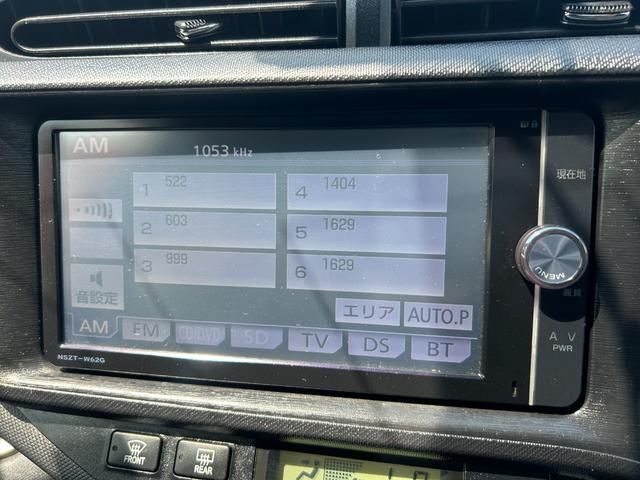 AM
1053 kHz
1 522
4 1404
2 603
5 1629
3 999
6 1629
音設定
エリア AUTO.P
AM FM CD/DVD SD TV DS BT
NSZT-W62G
現在地
MENU
A V
PWR
FRONT
REAR